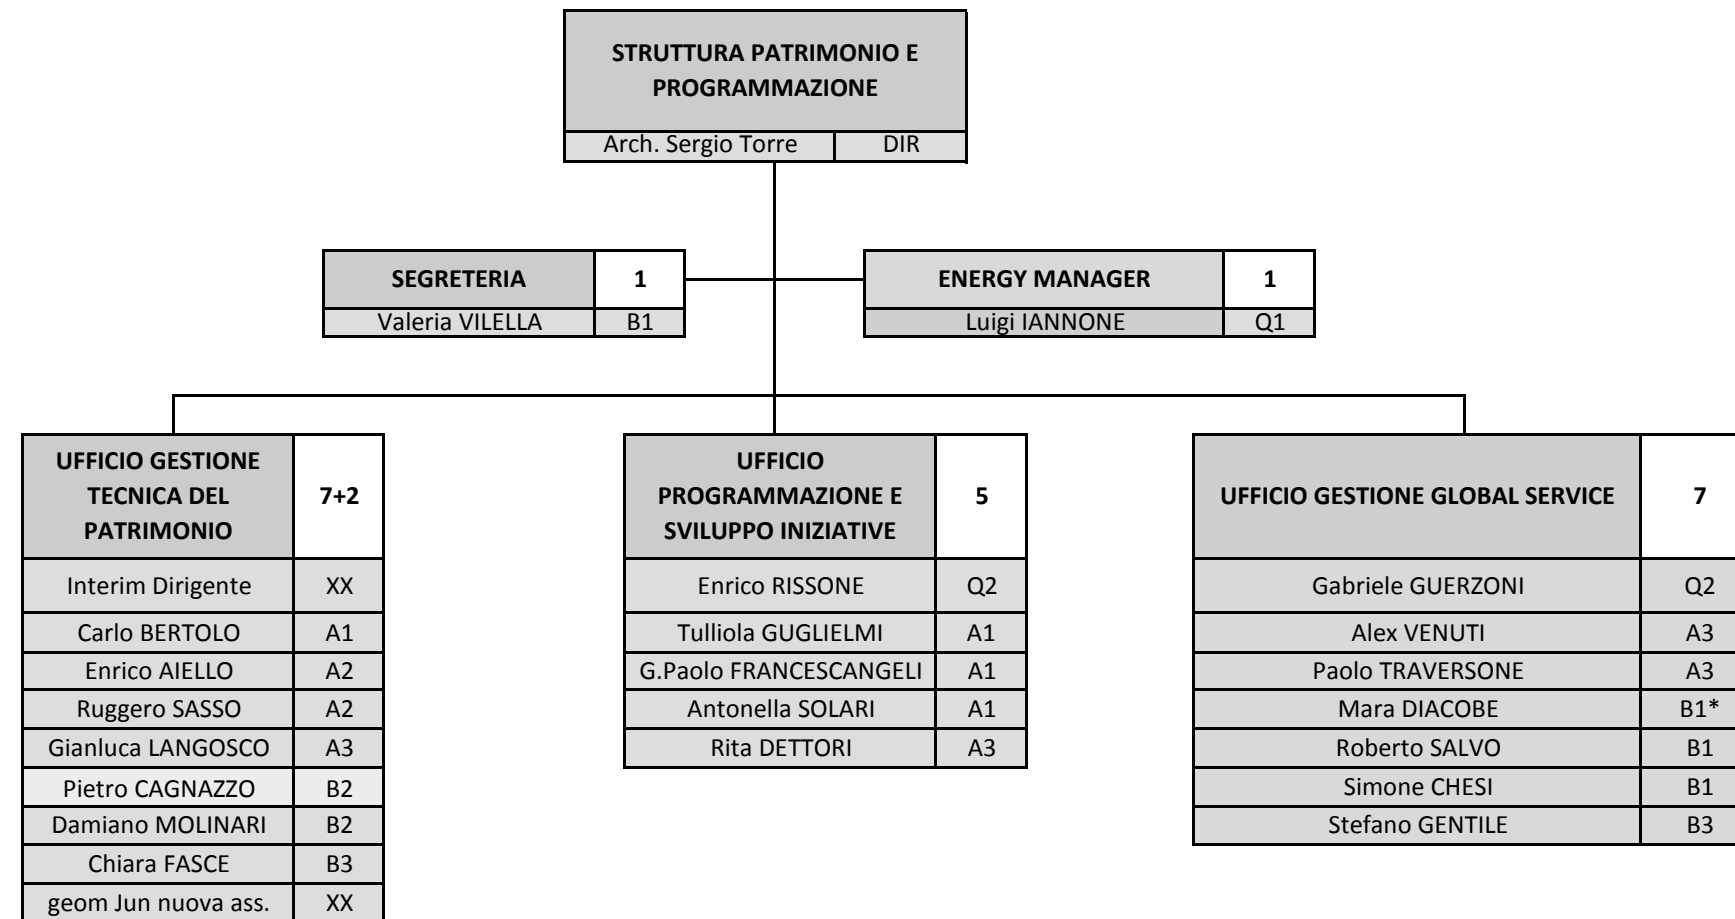 STRUTTURA PATRIMONIO E
PROGRAMMAZIONE
Arch. Sergio Torre DIR
SEGRETERIA 1
Valeria VILELLA B1
ENERGY MANAGER 1
Luigi IANNONE Q1
UFFICIO GESTIONE
TECNICA DEL
PATRIMONIO
7+2
Interim Dirigente XX
Carlo BERTOLO A1
Enrico AIELLO A2
Ruggero SASSO A2
Gianluca LANGOSCO A3
Pietro CAGNAZZO B2
Damiano MOLINARI B2
Chiara FASCE B3
geom Jun nuova ass. XX
UFFICIO
PROGRAMMAZIONE E
SVILUPPO INIZIATIVE
5
Enrico RISSONE Q2
Tulliola GUGLIELMI A1
G.Paolo FRANCESCANGELI A1
Antonella SOLARI A1
Rita DETTORI A3
UFFICIO GESTIONE GLOBAL SERVICE 7
Gabriele GUERZONI Q2
Alex VENUTI A3
Paolo TRAVERSONE A3
Mara DIACOBE B1*
Roberto SALVO B1
Simone CHESI B1
Stefano GENTILE B3